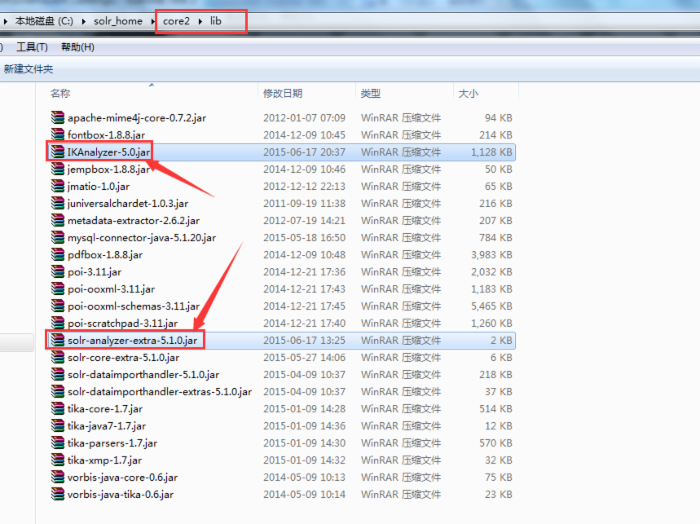 本地磁盘 (C:) ▸ solr_home ▸ core2 ▸ lib
) 工具(T) 帮助(H)
新建文件夹
名称 修改日期 类型 大小
apache-mime4j-core-0.7.2.jar 2012-01-07 07:09 WinRAR 压缩文件 94 KB
fontbox-1.8.8.jar 2014-12-09 10:45 WinRAR 压缩文件 214 KB
IKAnalyzer-5.0.jar 2015-06-17 20:37 WinRAR 压缩文件 1,128 KB
jempbox-1.8.8.jar 2014-12-09 10:46 WinRAR 压缩文件 50 KB
jmatio-1.0.jar 2012-12-12 22:13 WinRAR 压缩文件 65 KB
juniversalchardet-1.0.3.jar 2011-09-19 11:38 WinRAR 压缩文件 216 KB
metadata-extractor-2.6.2.jar 2012-07-19 14:21 WinRAR 压缩文件 207 KB
mysql-connector-java-5.1.20.jar 2015-05-18 16:50 WinRAR 压缩文件 784 KB
pdfbox-1.8.8.jar 2014-12-09 10:48 WinRAR 压缩文件 3,983 KB
poi-3.11.jar 2014-12-21 17:36 WinRAR 压缩文件 2,032 KB
poi-ooxml-3.11.jar 2014-12-21 17:43 WinRAR 压缩文件 1,183 KB
poi-ooxml-schemas-3.11.jar 2014-12-21 17:45 WinRAR 压缩文件 5,465 KB
poi-scratchpad-3.11.jar 2014-12-21 17:40 WinRAR 压缩文件 1,260 KB
solr-analyzer-extra-5.1.0.jar 2015-06-17 13:25 WinRAR 压缩文件 2 KB
solr-core-extra-5.1.0.jar 2015-05-27 14:06 WinRAR 压缩文件 6 KB
solr-dataimporthandler-5.1.0.jar 2015-04-09 10:37 WinRAR 压缩文件 218 KB
solr-dataimporthandler-extras-5.1.0.jar 2015-04-09 10:37 WinRAR 压缩文件 37 KB
tika-core-1.7.jar 2015-01-09 14:28 WinRAR 压缩文件 514 KB
tika-java7-1.7.jar 2015-01-09 14:36 WinRAR 压缩文件 12 KB
tika-parsers-1.7.jar 2015-01-09 14:30 WinRAR 压缩文件 570 KB
tika-xmp-1.7.jar 2015-01-09 14:32 WinRAR 压缩文件 32 KB
vorbis-java-core-0.6.jar 2014-05-09 10:13 WinRAR 压缩文件 75 KB
vorbis-java-tika-0.6.jar 2014-05-09 10:14 WinRAR 压缩文件 23 KB